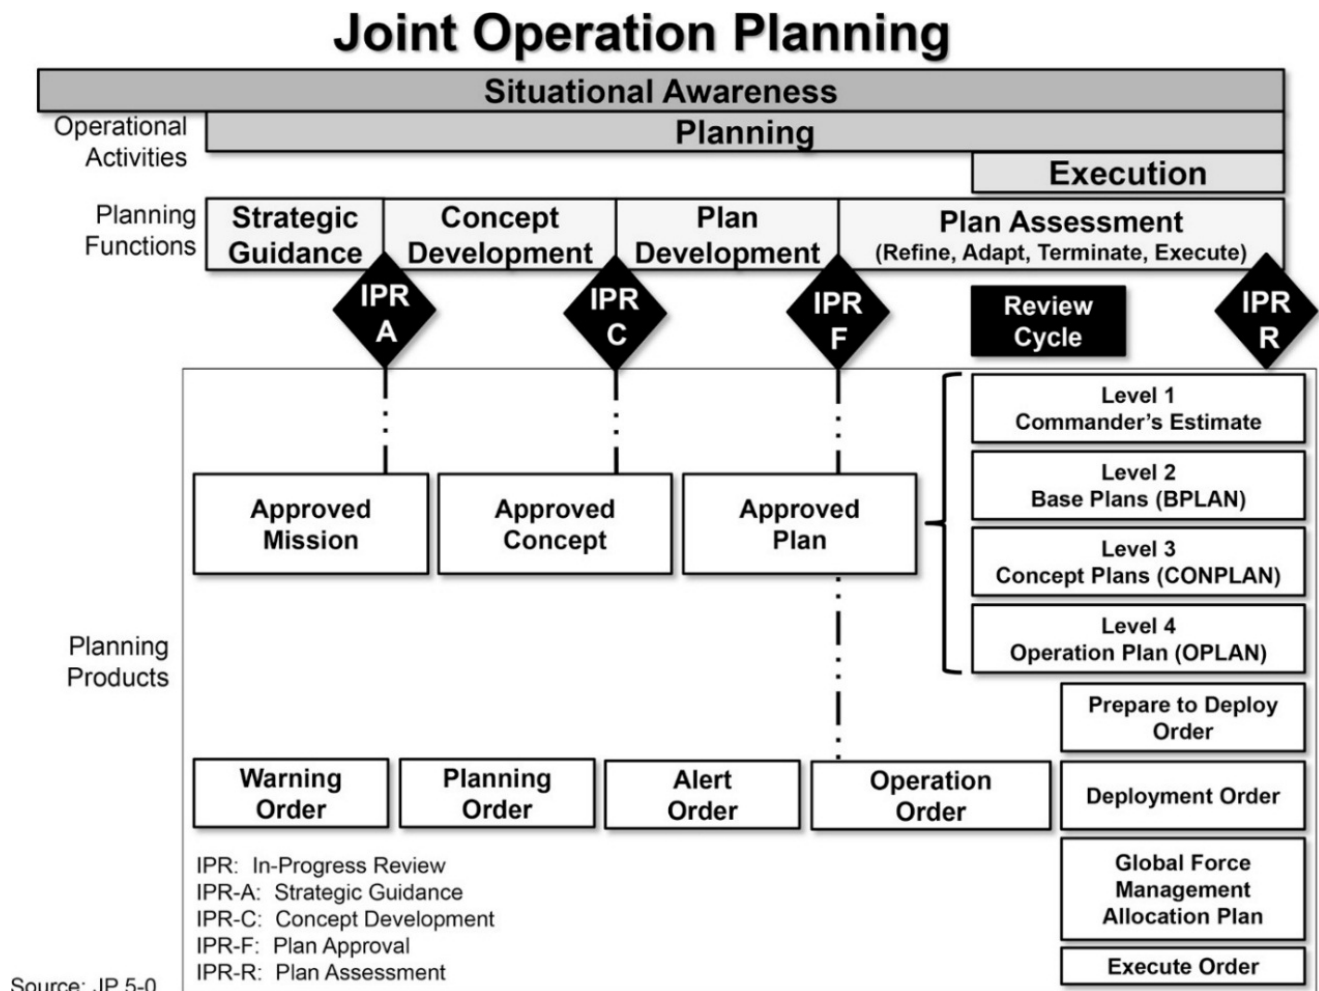 Joint Operation Planning
Situational Awareness
Operational
Activities
Planning
Execution
Planning
Functions
Strategic
Guidance
Concept
Development
Plan
Development
Plan Assessment
(Refine, Adapt, Terminate, Execute)
IPR
A
IPR
C
IPR
F
Review
Cycle
IPR
R
Level 1
Commander's Estimate
Level 2
Base Plans (BPLAN)
Level 3
Concept Plans (CONPLAN)
Level 4
Operation Plan (OPLAN)
Approved
Mission
Approved
Concept
Approved
Plan
Planning
Products
Prepare to Deploy
Order
Warning
Order
Planning
Order
Alert
Order
Operation
Order
Deployment Order
Global Force
Management
Allocation Plan
Execute Order
IPR: In-Progress Review
IPR-A: Strategic Guidance
IPR-C: Concept Development
IPR-F: Plan Approval
IPR-R: Plan Assessment
Source: JP 5-0